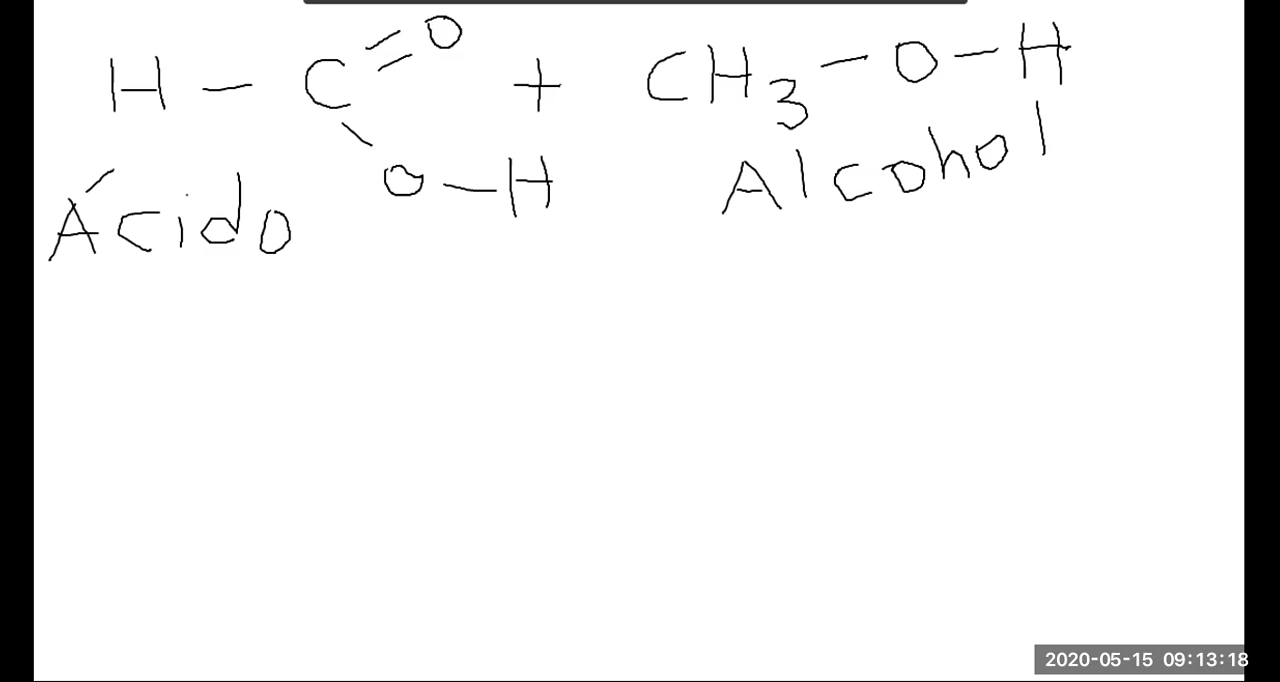 H - C = O + CH3 - O - H
\
O - H
Ácido
Alcohol
2020-05-15 09:13:18